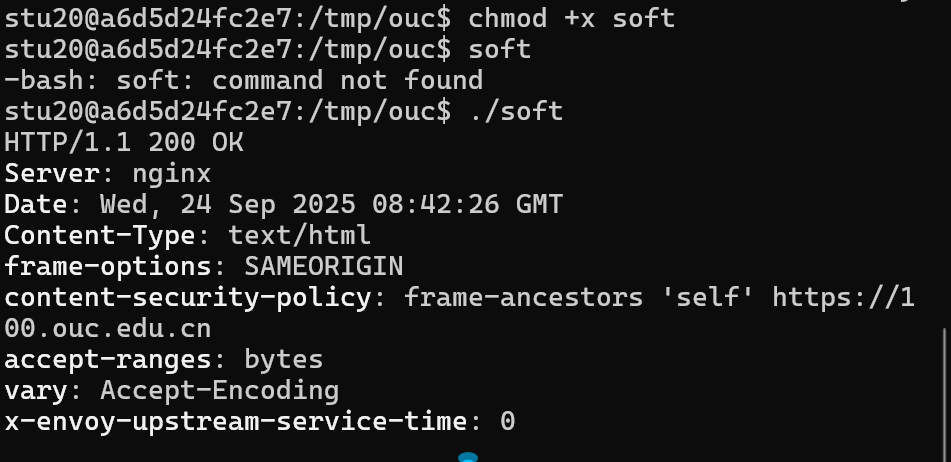 stu20@a6d5d24fc2e7:/tmp/ouc$ chmod +x soft
stu20@a6d5d24fc2e7:/tmp/ouc$ soft
-bash: soft: command not found
stu20@a6d5d24fc2e7:/tmp/ouc$ ./soft
HTTP/1.1 200 OK
Server: nginx
Date: Wed, 24 Sep 2025 08:42:26 GMT
Content-Type: text/html
frame-options: SAMEORIGIN
content-security-policy: frame-ancestors 'self' https://1
00.ouc.edu.cn
accept-ranges: bytes
vary: Accept-Encoding
x-envoy-upstream-service-time: 0